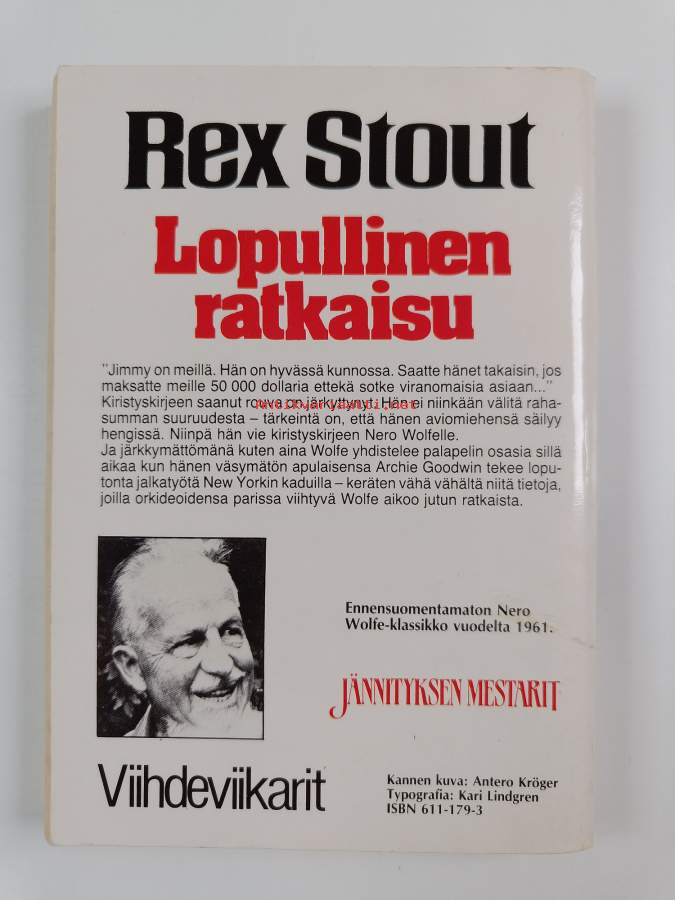 Rex Stout
Lopullinen
ratkaisu
"Jimmy on meillä. Hän on hyvässä kunnossa. Saatte hänet takaisin, jos
maksatte meille 50 000 dollaria ettekä sotke viranomaisia asiaan..."
Kiristyskirjeen saanut rouva on järkyttynyt. Hän ei niinkään välitä raha-
summan suuruudesta – tärkeintä on, että hänen aviomiehensä säilyy
hengissä. Niinpä hän vie kiristyskirjeen Nero Wolfelle.
Ja järkkymättömänä kuten aina Wolfe yhdistelee palapelin osasia sillä
aikaa kun hänen väsymätön apulaisensa Archie Goodwin tekee lopu-
tonta jalkatyötä New Yorkin kaduilla – keräten vähä vähältä niitä tietoja,
joilla orkideoidensa parissa viihtyvä Wolfe aikoo jutun ratkaista.
Ennensuomentamaton Nero
Wolfe-klassikko vuodelta 1961.
JÄNNITYKSEN MESTARIT
Viihdeviikarit
Kannen kuva: Antero Kröger
Typografia: Kari Lindgren
ISBN 611-179-3